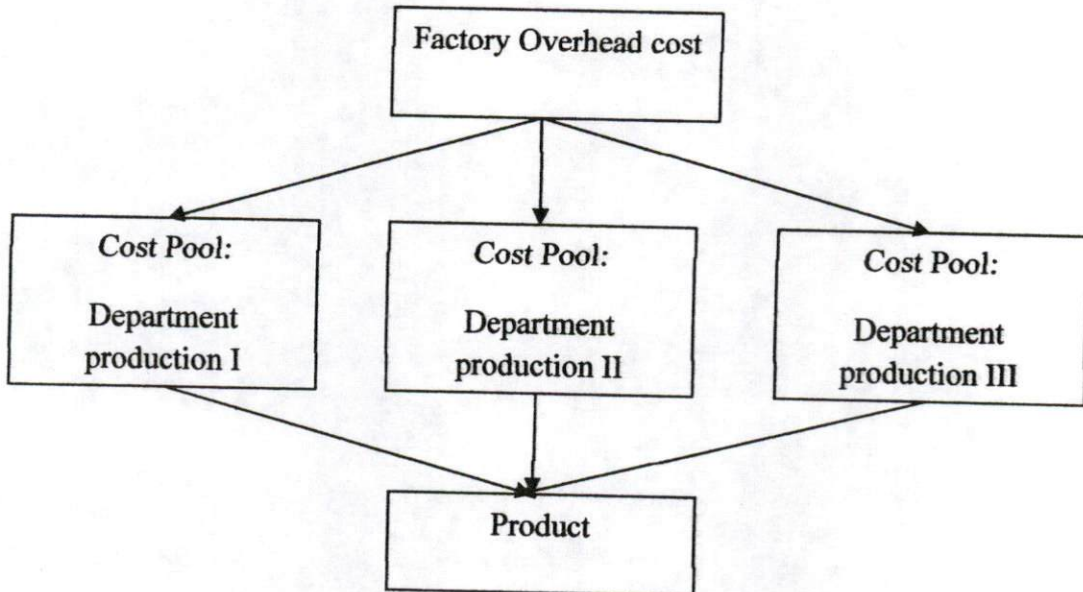 Factory Overhead cost
Cost Pool:
Department
production I
Cost Pool:
Department
production II
Cost Pool:
Department
production III
Product